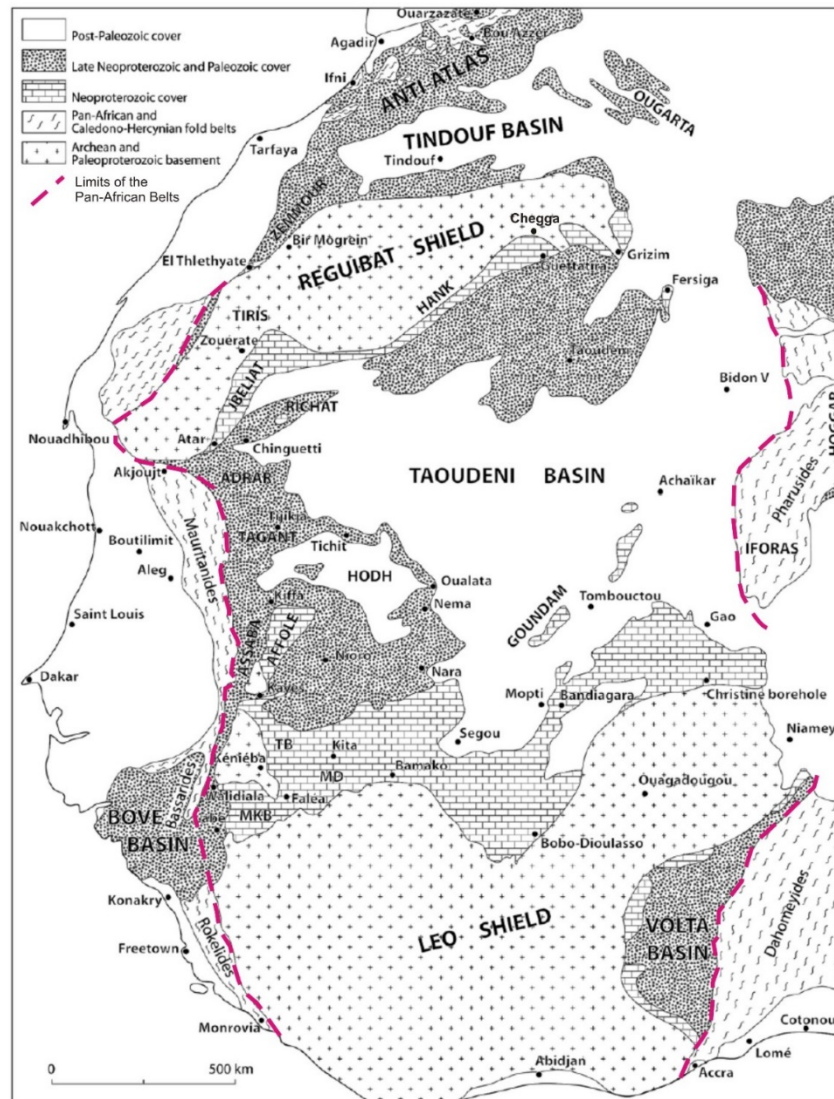 Post-Paleozoic cover
Late Neoproterozoic and Paleozoic cover
Neoproterozoic cover
Pan-African and
Caledono-Hercynian fold belts
Archean and
Paleoproterozoic basement
Limits of the
Pan-African Belts
Ouarzazate
Bou Azzer
Agadir
Ifni
ANTI ATLAS
OUGARTA
TINDOUF BASIN
Tarfaya
Tindouf
ZEMMOUR
Chegga
Bir Mogrein
REGUIBAT SHIELD
Grizim
El Thlethyate
Guettatira
Fersiga
HANK
TIRIS
Zouérate
Taoudeni
Bidon V
JBELIAT
RICHAT
HOGGAR
Nouadhibou
Atar
Chinguetti
Akjoujt
ADRAR
TAOUDENI BASIN
Achaïkar
Pharusides
Nouakchott
Mauritanides
Tijikja
TAGANT
Tichit
IFORAS
Boutilimit
Aleg
HODH
Oualata
Kiffa
Nema
Tombouctou
GOUNDAM
Gao
Saint Louis
ASSABA
AFFOLE
Nioro
Nara
Dakar
Kayes
Mopti
Bandiagara
Christine borehole
Segou
Niamey
TB
Kita
Kéniéba
MD
Bamako
Ouagadougou
Bassarides
Walidiala
Falea
BOVE
BASIN
MKB
Bobo-Dioulasso
Konakry
Rokelides
LEO SHIELD
VOLTA
BASIN
Dahomeyides
Freetown
Monrovia
Cotonou
Lomé
Accra
Abidjan
0
500 km